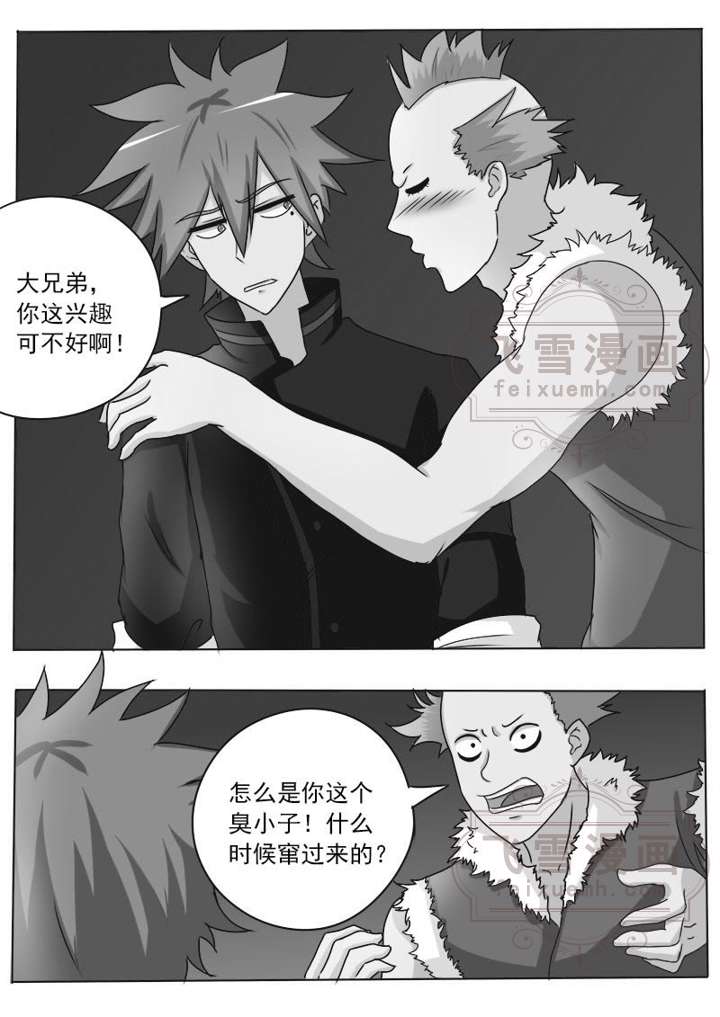 大兄弟，
你这兴趣
可不好啊！
飞雪漫画
feixuemh.com
怎么是你这个
臭小子！什么
时候窜过来的？
飞雪漫画
feixuemh.com